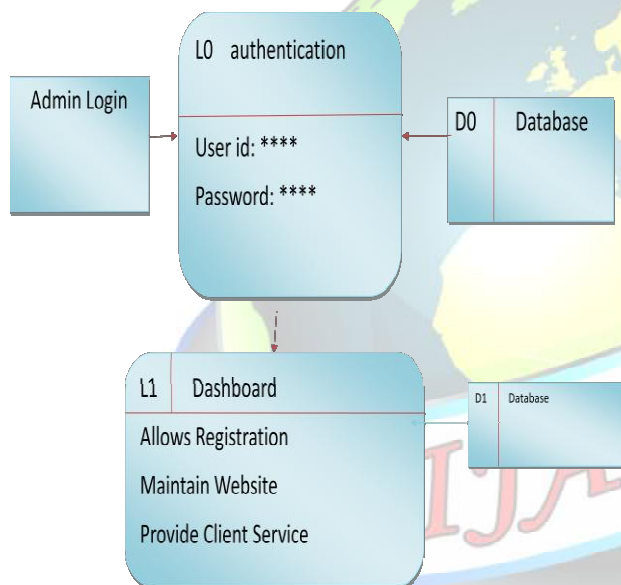 L0 authentication
Admin Login
D0 Database
User id: ****
Password: ****
L1 Dashboard
D1 Database
Allows Registration
Maintain Website
Provide Client Service
IJA